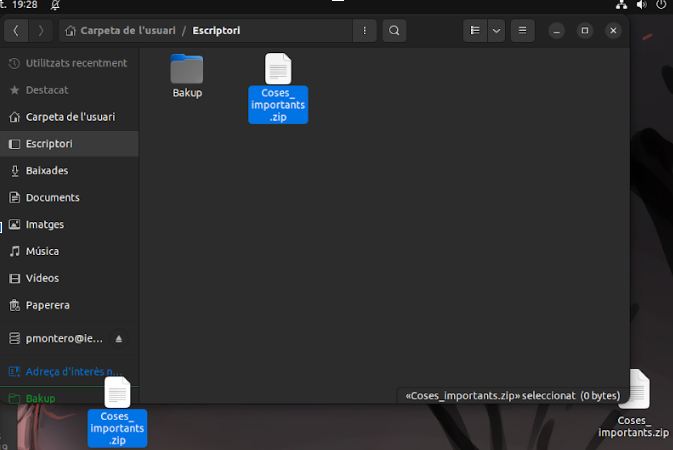 t. 19:28
Carpeta de l'usuari / Escriptori
Utilitzats recentment
Destacat
Carpeta de l'usuari
Escriptori
Baixades
Documents
Imatges
Música
Vídeos
Paperera
pmontero@ie...
Adreça d'interès n...
Bakup
Bakup
Coses_
importants
.zip
«Coses_importants.zip» seleccionat (0 bytes)
Coses_
importants
.zip
Coses_
importants.zip